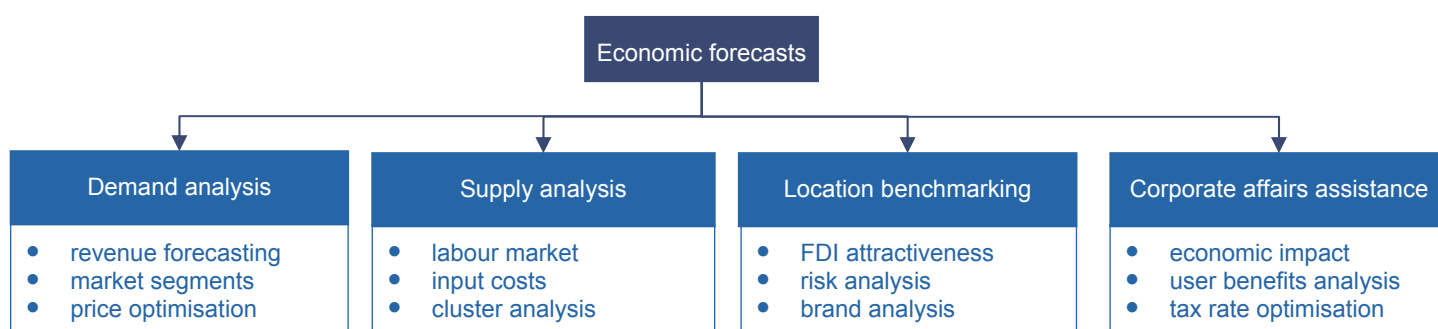 Economic forecasts
Demand analysis
• revenue forecasting
• market segments
• price optimisation
Supply analysis
• labour market
• input costs
• cluster analysis
Location benchmarking
• FDI attractiveness
• risk analysis
• brand analysis
Corporate affairs assistance
• economic impact
• user benefits analysis
• tax rate optimisation